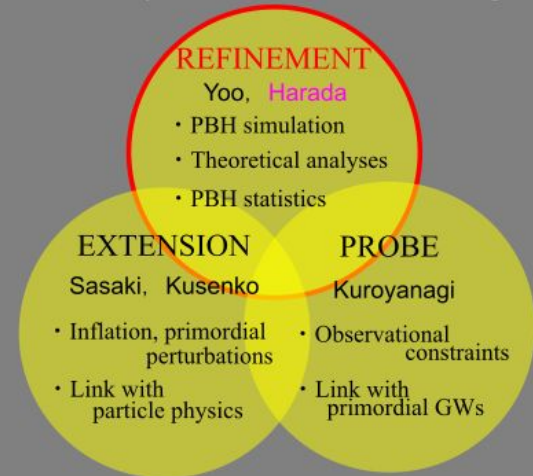 REFINEMENT
Yoo, Harada
・PBH simulation
・Theoretical analyses
・PBH statistics
EXTENSION
Sasaki, Kusenko
・Inflation, primordial
perturbations
・Link with
particle physics
PROBE
Kuroyanagi
・Observational
constraints
・Link with
primordial GWs